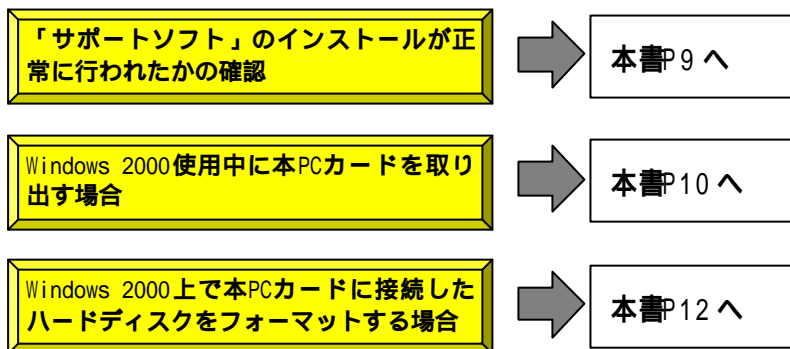 「サポートソフト」のインストールが正
常に行われたかの確認
本書P9 へ
Windows 2000使用中に本PCカードを取り
出す場合
本書P10 へ
Windows 2000上で本PCカードに接続した
ハードディスクをフォーマットする場合
本書P12 へ